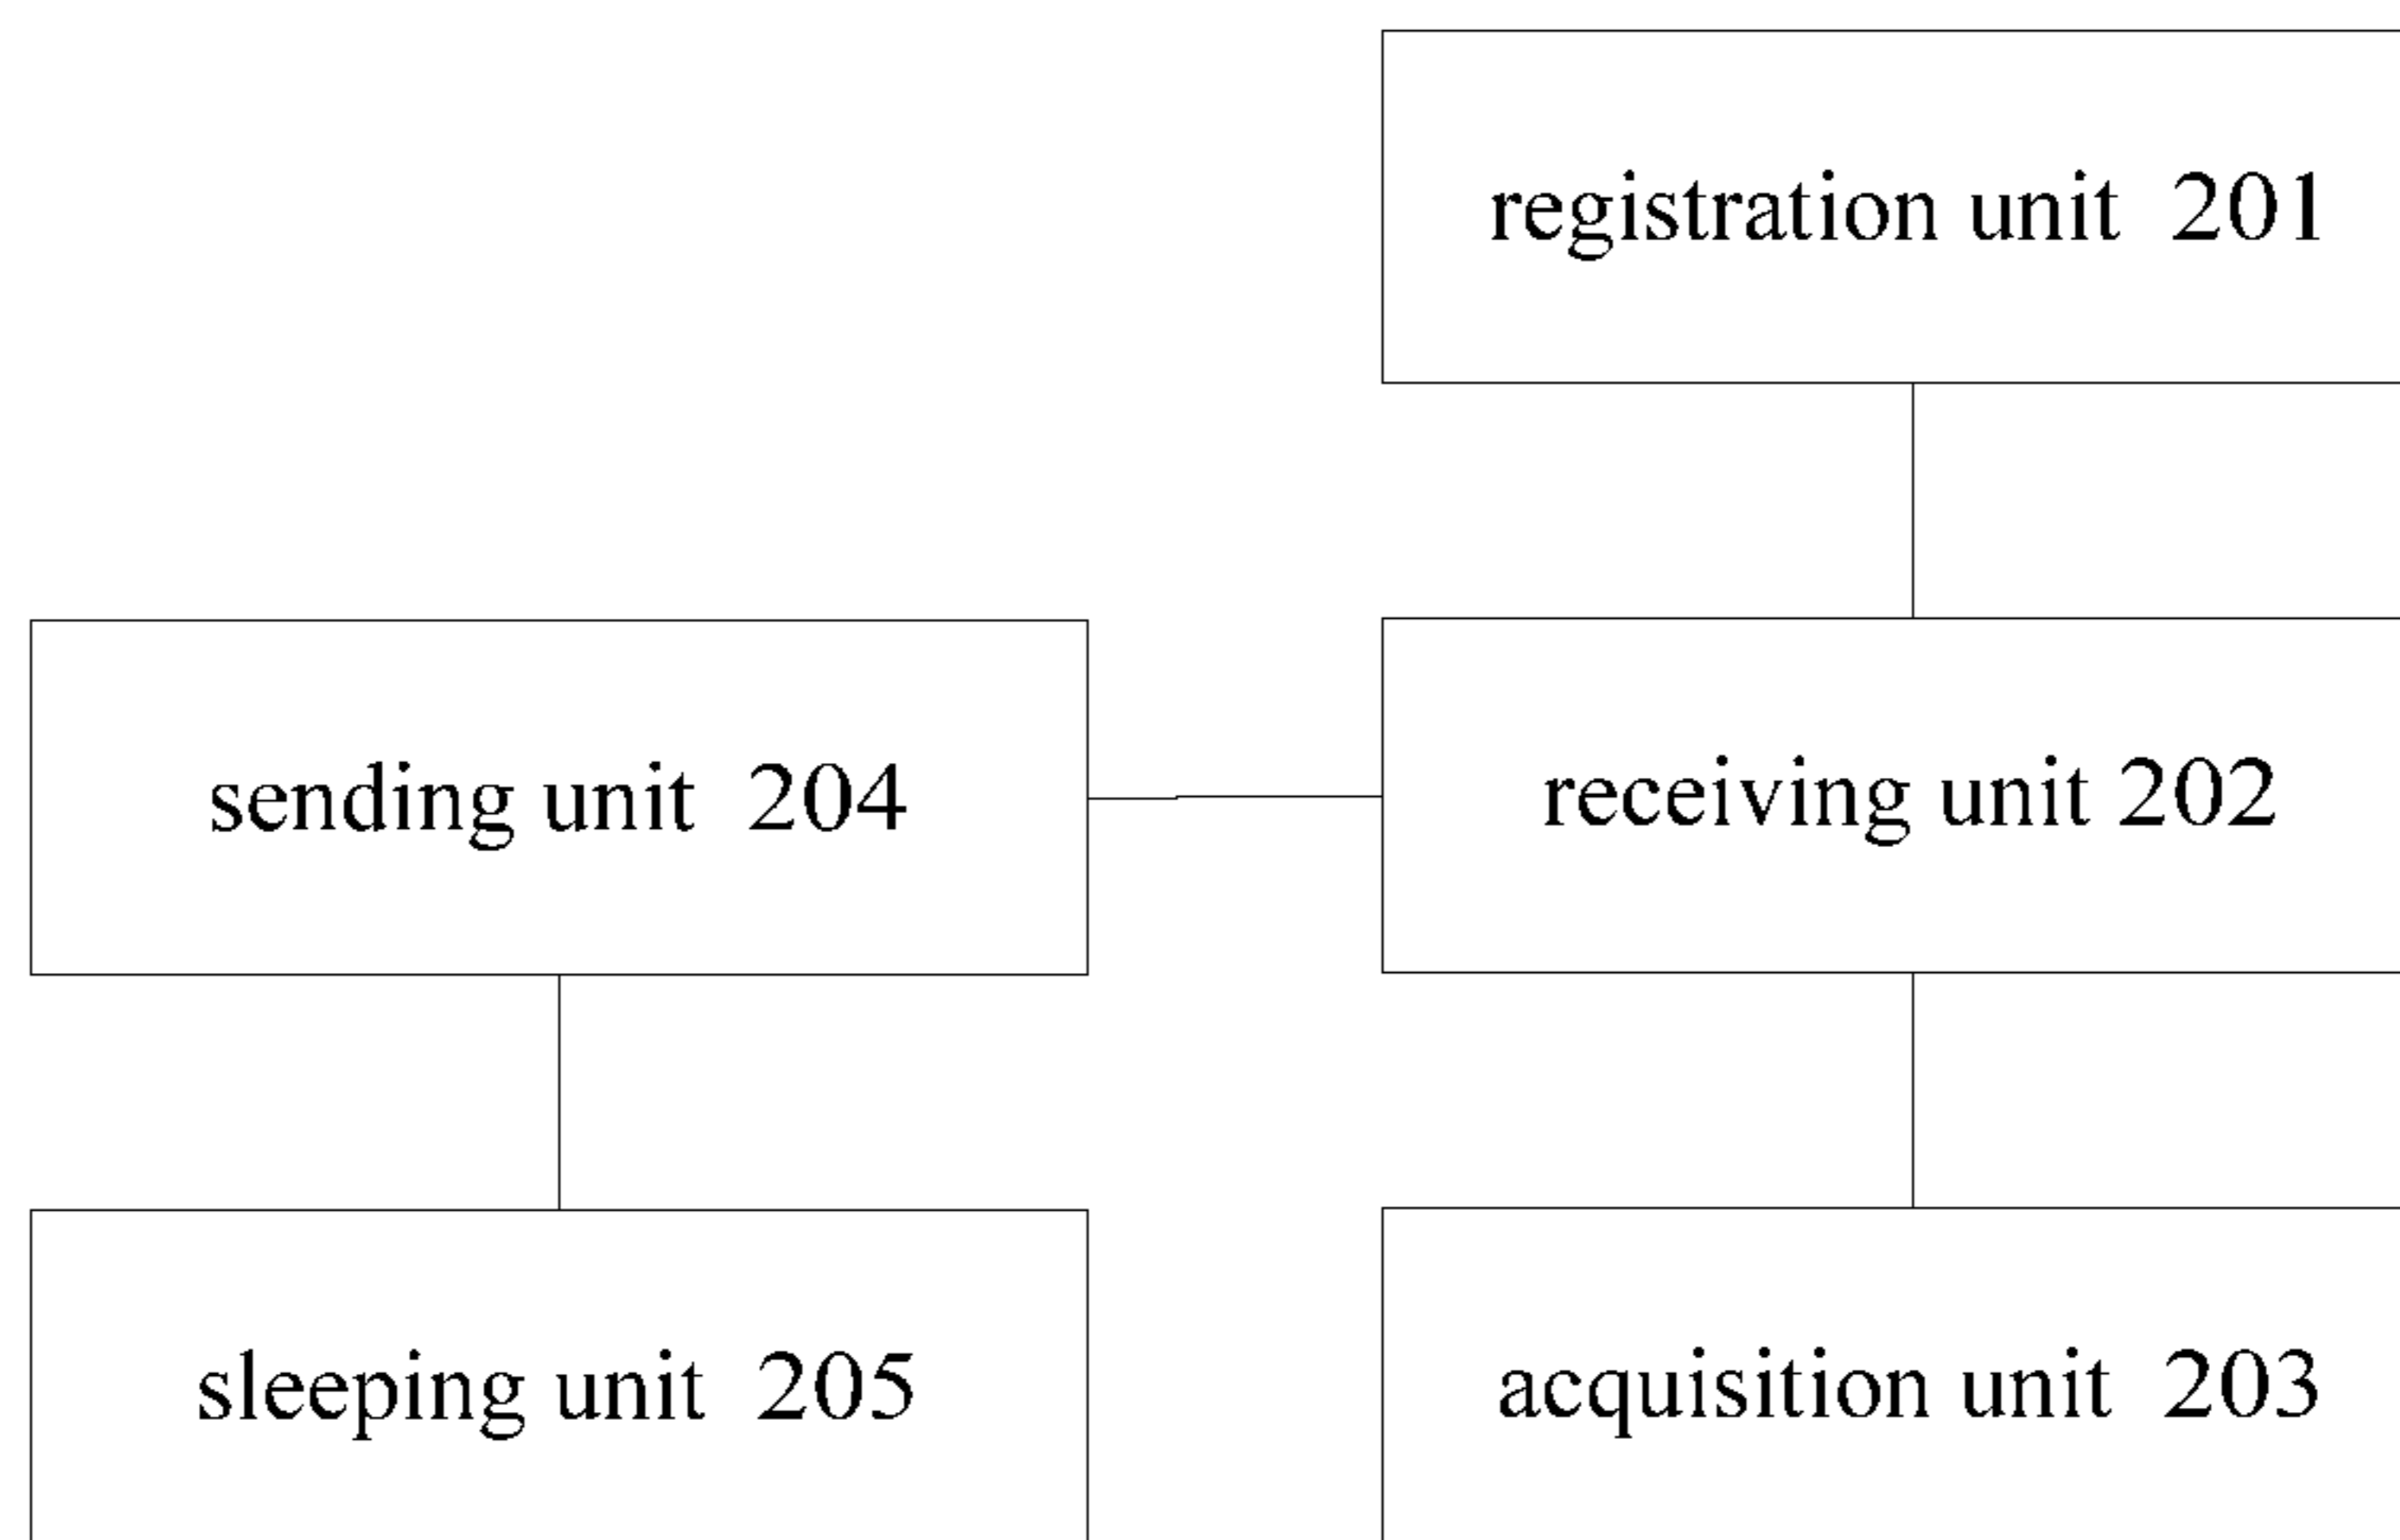 registration unit 201
sending unit 204
receiving unit 202
sleeping unit 205
acquisition unit 203